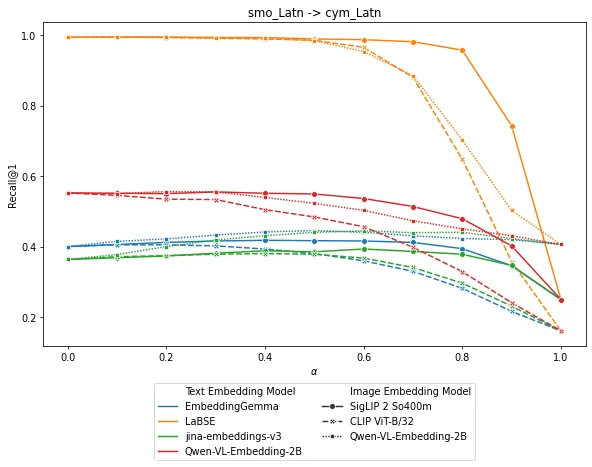 smo_Latn -> cym_Latn
Recall@1
1.0
0.8
0.6
0.4
0.2
0.0 0.2 0.4 0.6 0.8 1.0
α
Text Embedding Model Image Embedding Model
EmbeddingGemma SigLIP 2 So400m
LaBSE CLIP ViT-B/32
jina-embeddings-v3 Qwen-VL-Embedding-2B
Qwen-VL-Embedding-2B